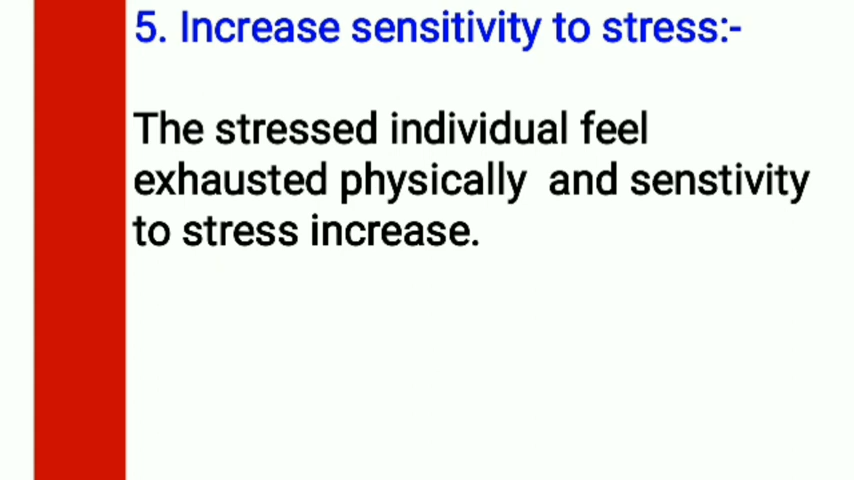 5. Increase sensitivity to stress:-
The stressed individual feel
exhausted physically and senstivity
to stress increase.